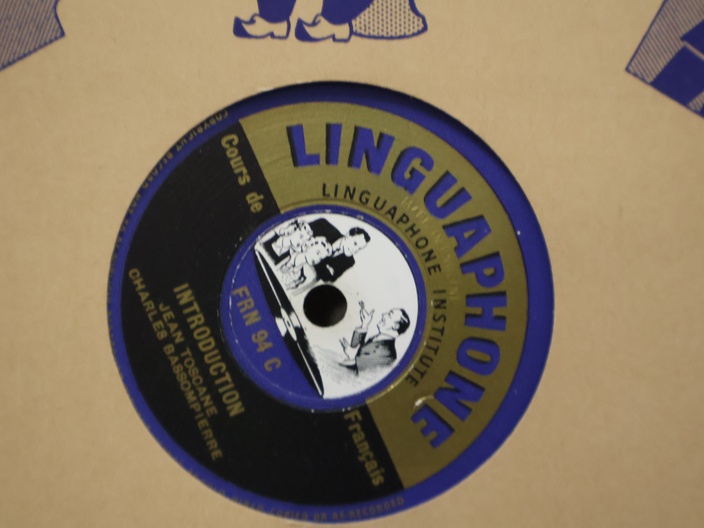 LINGUAPHONE
LINGUAPHONE INSTITUTE
Cours de Français
FRN 94 C
INTRODUCTION
JEAN TOSCANE
CHARLES BASSOMPIERRE